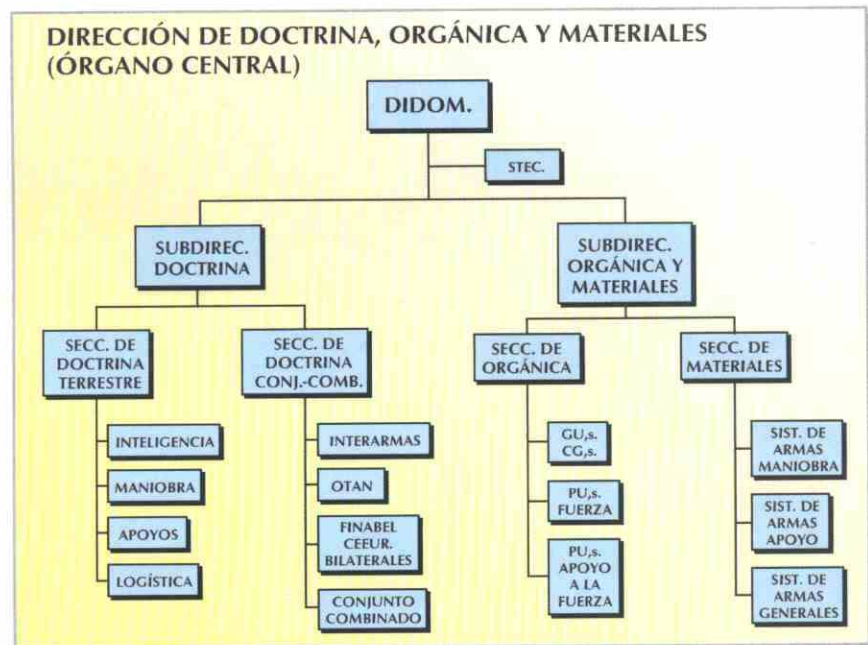 DIRECCIÓN DE DOCTRINA, ORGÁNICA Y MATERIALES
(ÓRGANO CENTRAL)
DIDOM.
STEC.
SUBDIREC.
DOCTRINA
SUBDIREC.
ORGÁNICA Y
MATERIALES
SECC. DE
DOCTRINA
TERRESTRE
SECC. DE
DOCTRINA
CONJ.-COMB.
SECC. DE
ORGÁNICA
SECC. DE
MATERIALES
INTELIGENCIA
MANIOBRA
APOYOS
LOGÍSTICA
INTERARMAS
OTAN
FINABEL
CEEUR.
BILATERALES
CONJUNTO
COMBINADO
GU,s.
CG,s.
PU,s.
FUERZA
PU,s.
APOYO
A LA
FUERZA
SIST. DE
ARMAS
MANIOBRA
SIST. DE
ARMAS
APOYO
SIST. DE
ARMAS
GENERALES